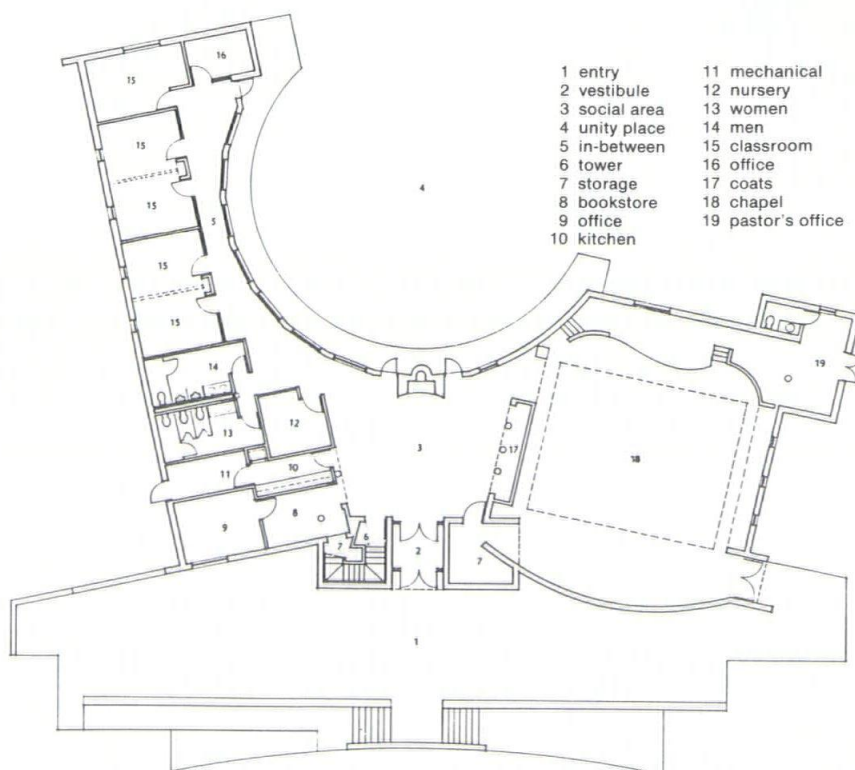 1 entry
2 vestibule
3 social area
4 unity place
5 in-between
6 tower
7 storage
8 bookstore
9 office
10 kitchen
11 mechanical
12 nursery
13 women
14 men
15 classroom
16 office
17 coats
18 chapel
19 pastor's office
16
15
15
4
15
5
15
15
14
19
12
13
3
17
18
10
11
9
8
6
7
2
7
1